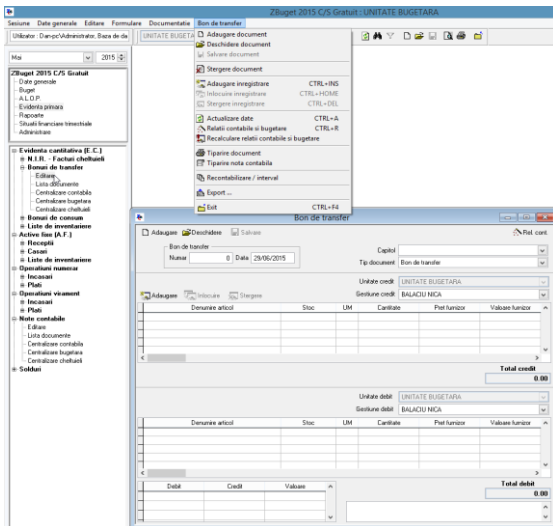 ZBuget 2015 C/S Gratuit : UNITATE BUGETARA
Sesiune Date generale Editare Formulare Documentatie Bon de transfer
Utilizator : Dan-pc\Administrator, Baza de da
UNITATE BUGETA
Adaugare document
Deschidere document
Salvare document
Stergere document
Adaugare inregistrare CTRL+INS
Inlocuire inregistrare CTRL+HOME
Stergere inregistrare CTRL+DEL
Actualizare date CTRL+A
Relatii contabile si bugetare CTRL+R
Recalculare relatii contabile si bugetare
Tiparire document
Tiparire nota contabila
Recontabilizare / interval
Export ...
Exit CTRL+F4
Mai 2015
ZBuget 2015 C/S Gratuit
Date generale
Buget
A.L.O.P.
Evidenta primara
Rapoarte
Situatii financiare trimestriale
Administrare
Evidenta cantitativa (E.C.)
N.I.R. - Facturi cheltuieli
Bonuri de transfer
Editare
Lista documente
Centralizare contabila
Centralizare bugetara
Centralizare cheltuieli
Bonuri de consum
Liste de inventariere
Active fixe (A.F.)
Receptii
Casari
Liste de inventariere
Operatiuni numerar
Incasari
Plati
Operatiuni virament
Incasari
Plati
Note contabile
Editare
Lista documente
Centralizare contabila
Centralizare bugetara
Centralizare cheltuieli
Solduri
Bon de transfer
Adaugare Deschidere Salvare Rel. cont.
Bon de transfer
Numar 0 Data 29/06/2015
Capitol
Tip document Bon de transfer
Unitate credit UNITATE BUGETARA
Gestiune credit BALACIU NICA
Adaugare Inlocuire Stergere
Denumire articol Stoc UM Cantitate Pret furnizor Valoare furnizor
Total credit
0.00
Unitate debit UNITATE BUGETARA
Gestiune debit BALACIU NICA
Denumire articol Stoc UM Cantitate Pret furnizor Valoare furnizor
Total debit
0.00
Debit Credit Valoare